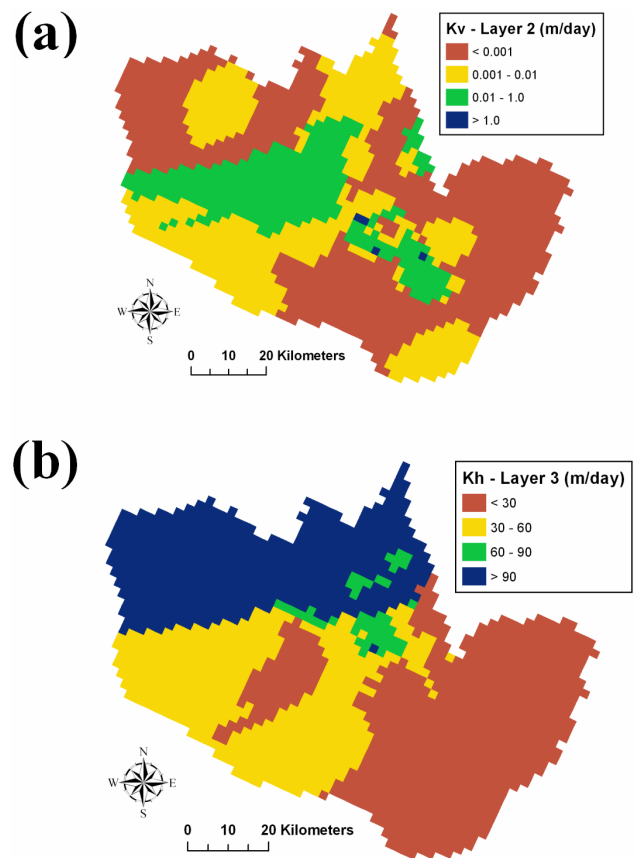 (a)
Kv - Layer 2 (m/day)
< 0.001
0.001 - 0.01
0.01 - 1.0
> 1.0
N
W E
S
0 10 20 Kilometers
(b)
Kh - Layer 3 (m/day)
< 30
30 - 60
60 - 90
> 90
N
W E
S
0 10 20 Kilometers